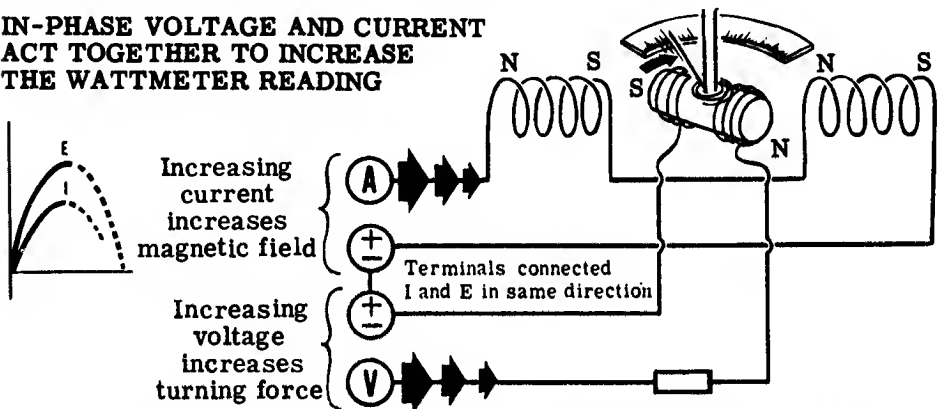 IN-PHASE VOLTAGE AND CURRENT
ACT TOGETHER TO INCREASE
THE WATTMETER READING
N S
S
N
N S
E
I
Increasing
current
increases
magnetic field
A
+
−
Terminals connected
I and E in same direction
+
−
Increasing
voltage
increases
turning force
V